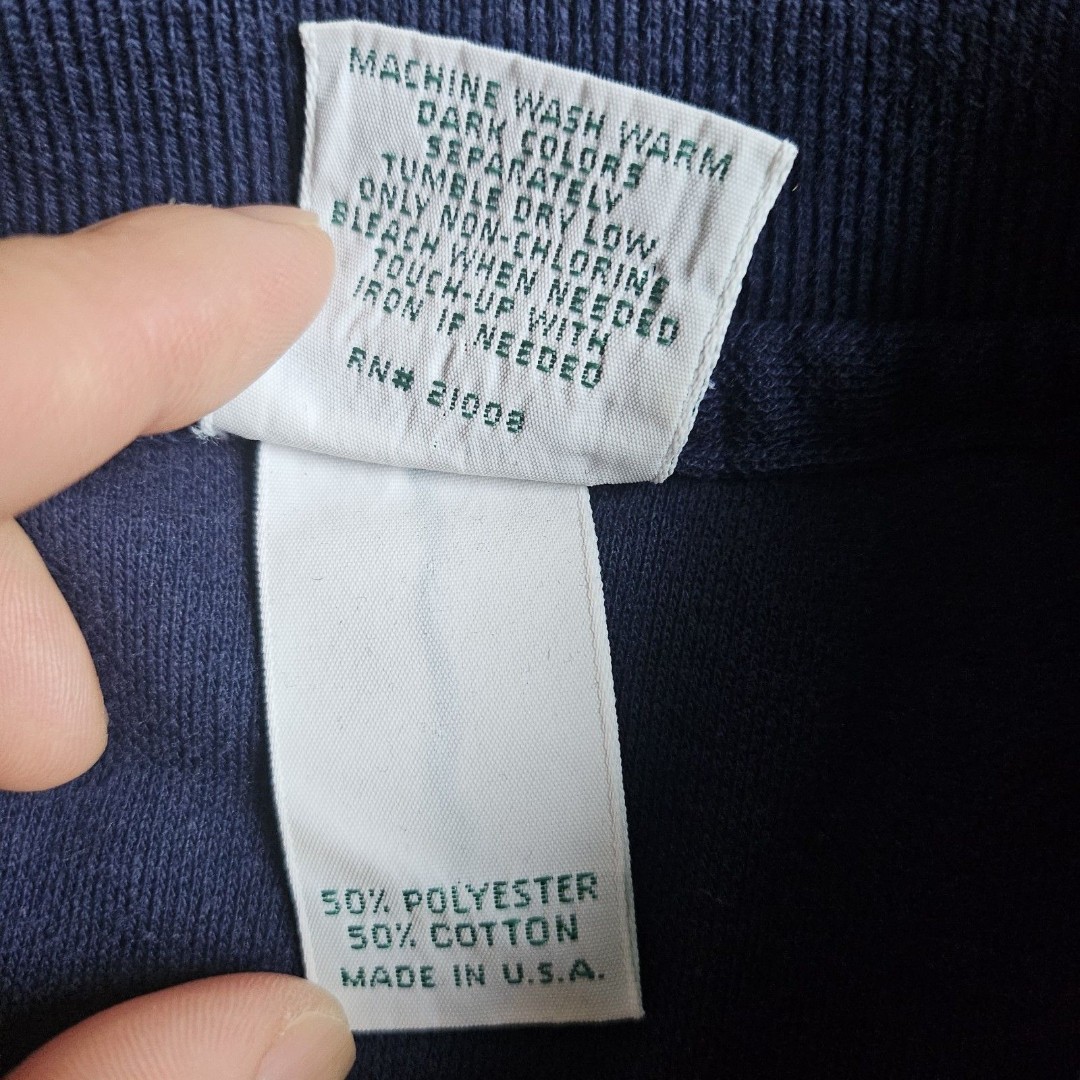 MACHINE WASH WARM
DARK COLORS
SEPARATELY
TUMBLE DRY LOW
ONLY NON-CHLORINE
BLEACH WHEN NEEDED
TOUCH-UP WITH
IRON IF NEEDED
RN# 21008
50% POLYESTER
50% COTTON
MADE IN U.S.A.